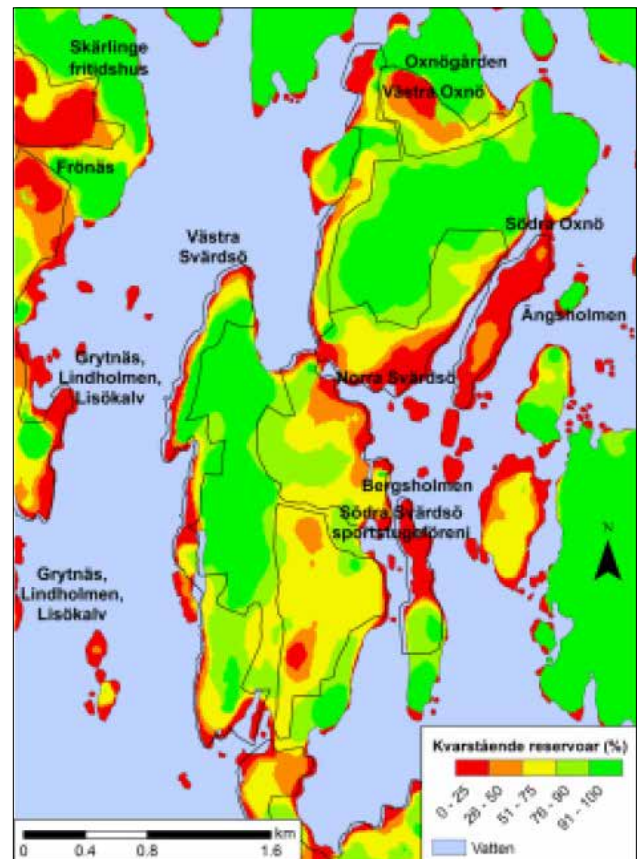 Skärlinge
fritidshus
Oxnögården
Västra Oxnö
Frönäs
Västra
Svärdsö
Södra Oxnö
Ängsholmen
Grytnäs,
Lindholmen,
Lisökalv
Norra Svärdsö
Bergsholmen
Södra Svärdsö
sportstugeföreni
N
Grytnäs,
Lindholmen,
Lisökalv
Kvarstående reservoar (%)
0 - 25
26 - 50
51 - 75
76 - 90
91 - 100
Vatten
km
0 0.4 0.8 1.6